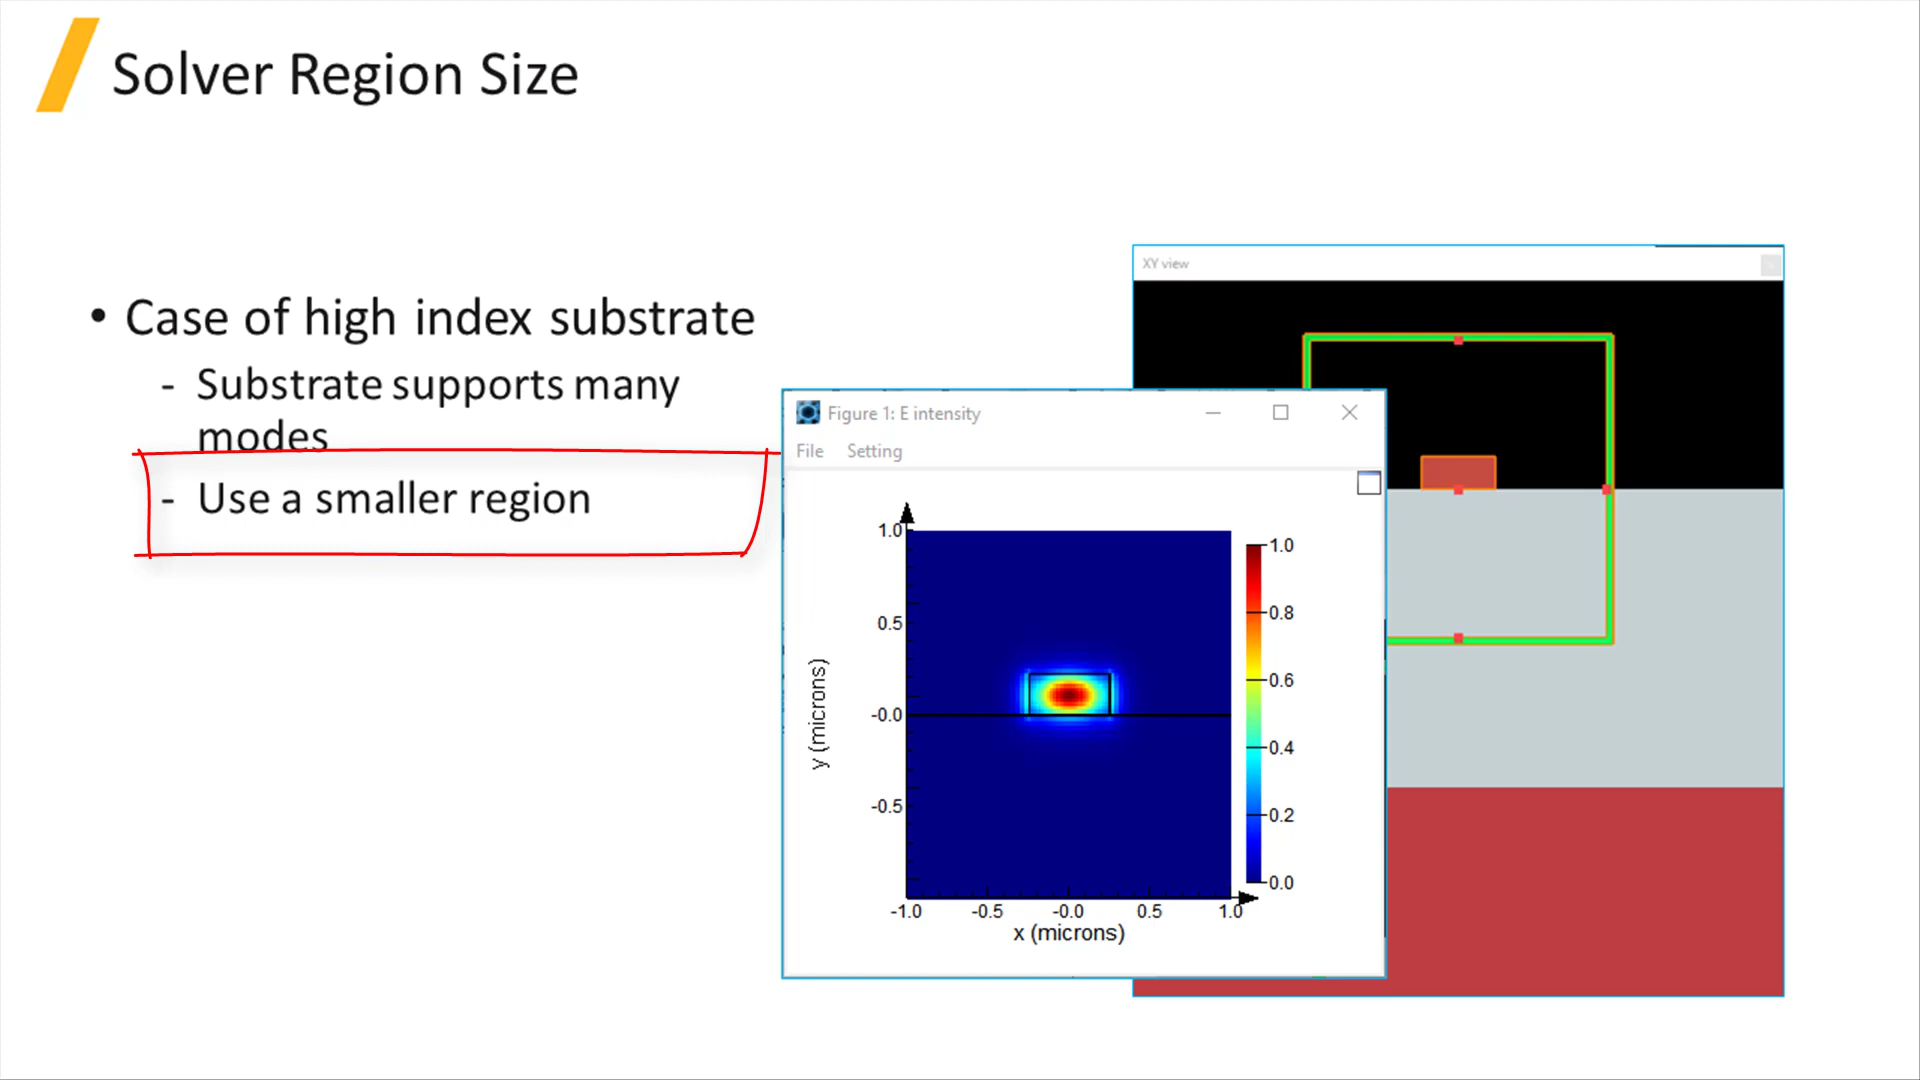 Solver Region Size
• Case of high index substrate
- Substrate supports many
modes
- Use a smaller region
XY view
Figure 1: E intensity
File Setting
1.0
0.5
-0.0
-0.5
y (microns)
-1.0 -0.5 -0.0 0.5 1.0
x (microns)
1.0
0.8
0.6
0.4
0.2
0.0